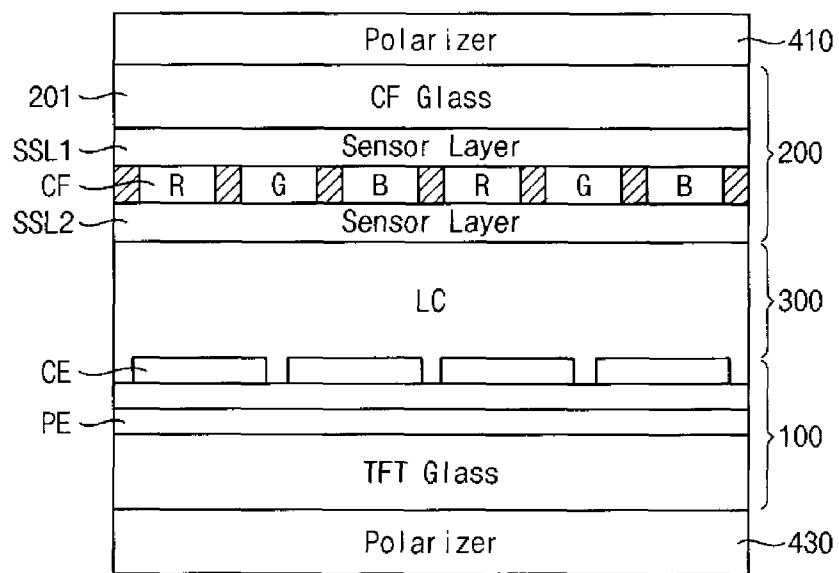 Polarizer 410
201 CF Glass
SSL1 Sensor Layer 200
CF R G B R G B
SSL2 Sensor Layer
LC 300
CE
PE 100
TFT Glass
Polarizer 430